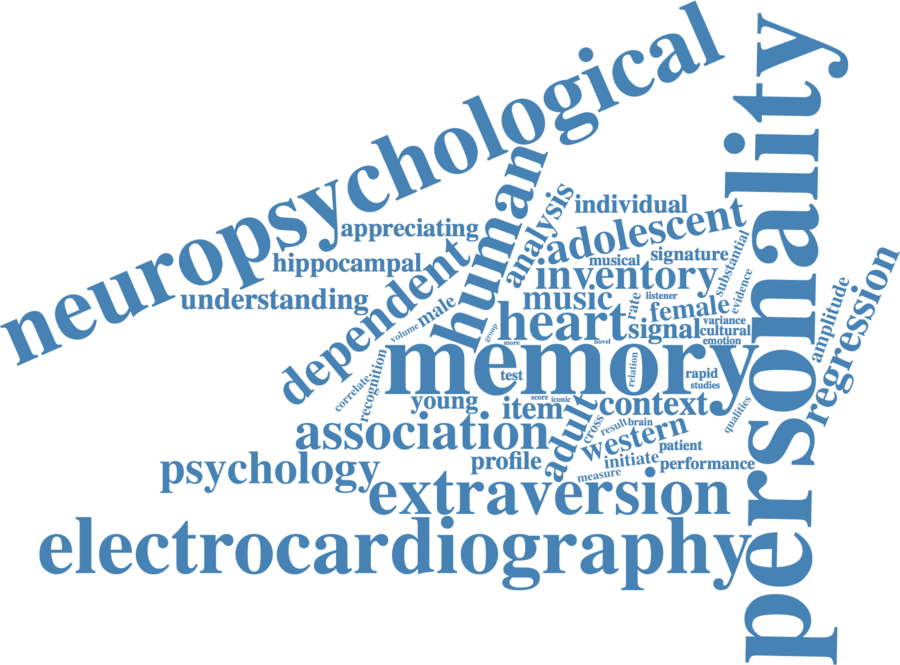 neuropsychological
personality
human
analysis
individual
appreciating
adolescent
musical
signature
substantial
hippocampal
dependent
inventory
evidence
understanding
music
rate
listener
female
male
volume
group
heart
signal
variance
cultural
emotion
amplitude
regression
more
novel
memory
correlate
recognition
test
relation
rapid
studies
young
item
score
iconic
adult
context
qualities
association
cross
result
brain
western
patient
psychology
profile
initiate
performance
measure
extraversion
electrocardiography